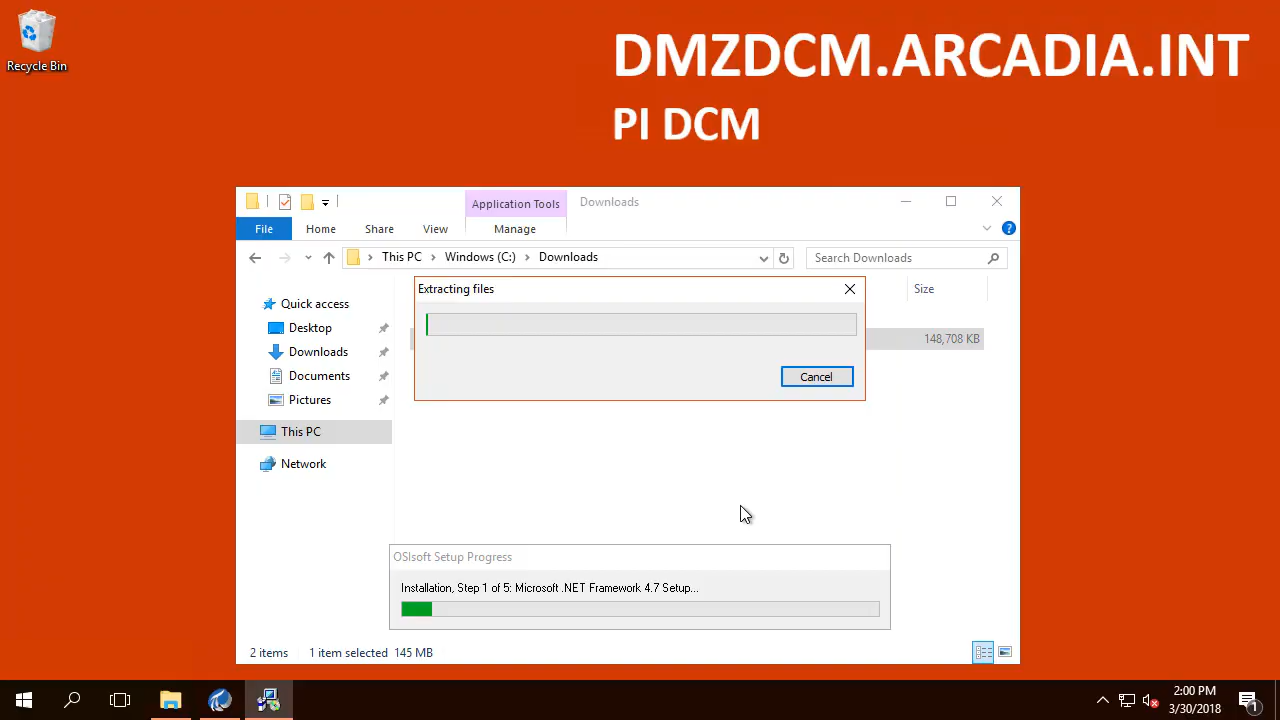 Recycle Bin
DMZDCM.ARCADIA.INT
PI DCM
Application Tools
Downloads
File
Home
Share
View
Manage
This PC
Windows (C:)
Downloads
Search Downloads
Quick access
Desktop
Downloads
Documents
Pictures
This PC
Network
Size
148,708 KB
Extracting files
Cancel
OSIsoft Setup Progress
Installation, Step 1 of 5: Microsoft .NET Framework 4.7 Setup...
2 items
1 item selected 145 MB
2:00 PM
3/30/2018
1